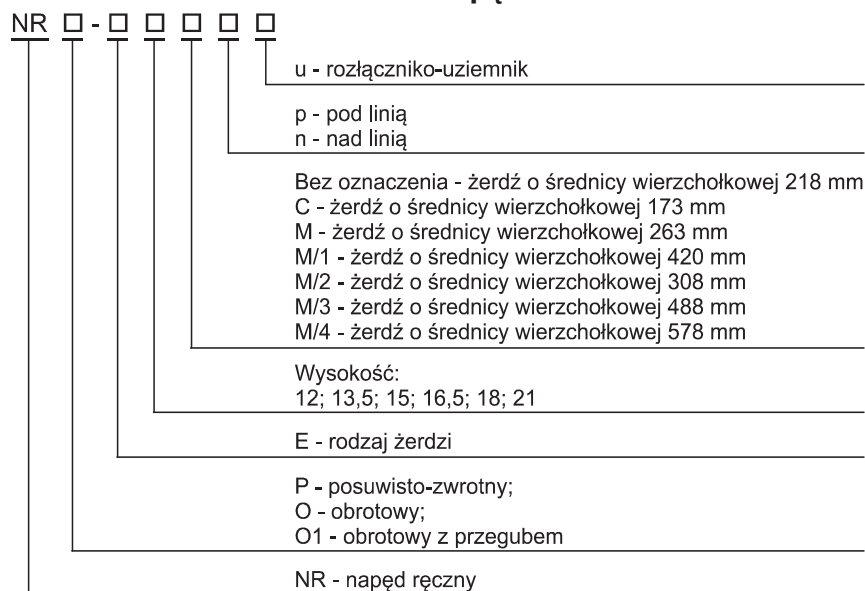 NR □ - □ □ □ □ □
u - rozłączniko-uziemnik
p - pod linią
n - nad linią
Bez oznaczenia - żerdź o średnicy wierzchołkowej 218 mm
C - żerdź o średnicy wierzchołkowej 173 mm
M - żerdź o średnicy wierzchołkowej 263 mm
M/1 - żerdź o średnicy wierzchołkowej 420 mm
M/2 - żerdź o średnicy wierzchołkowej 308 mm
M/3 - żerdź o średnicy wierzchołkowej 488 mm
M/4 - żerdź o średnicy wierzchołkowej 578 mm
Wysokość:
12; 13,5; 15; 16,5; 18; 21
E - rodzaj żerdzi
P - posuwisto-zwrotny;
O - obrotowy;
O1 - obrotowy z przegubem
NR - napęd ręczny